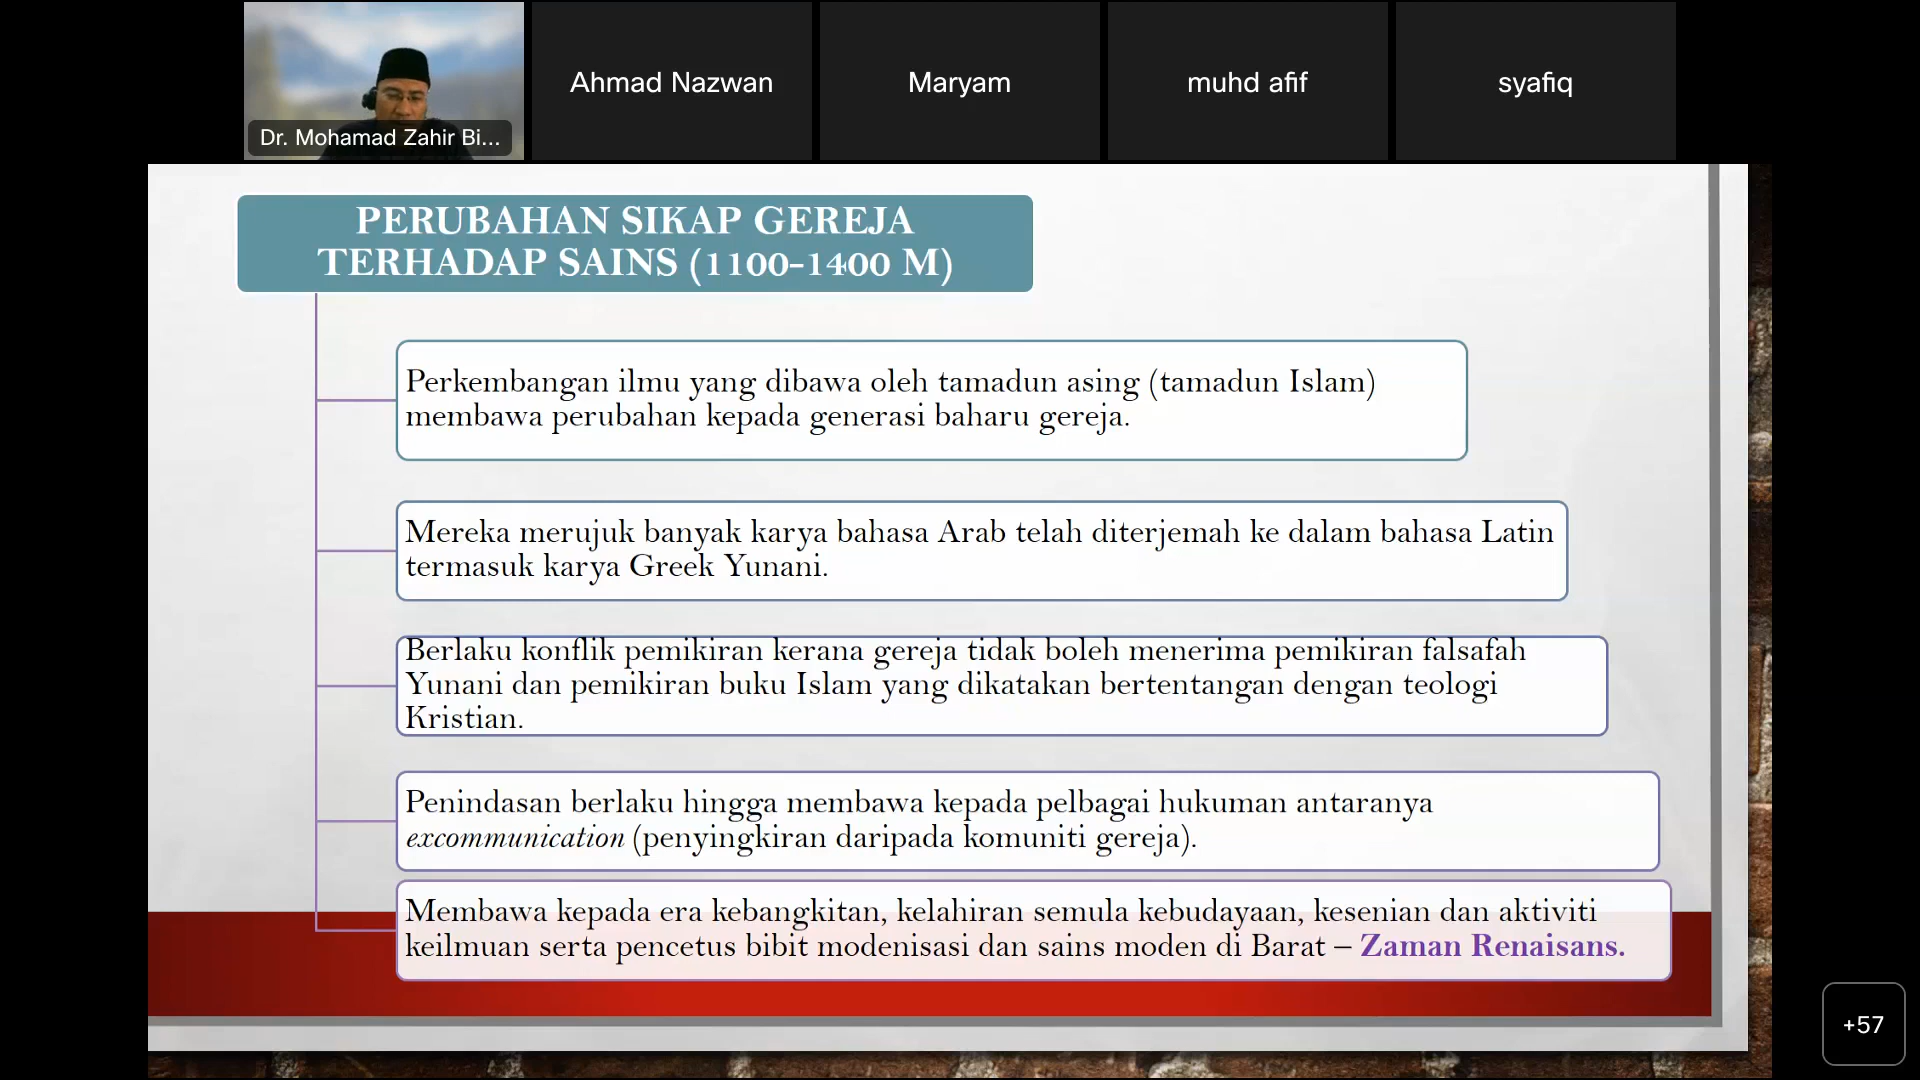 Dr. Mohamad Zahir Bi...
Ahmad Nazwan
Maryam
muhd afif
syafiq
PERUBAHAN SIKAP GEREJA
TERHADAP SAINS (1100-1400 M)
Perkembangan ilmu yang dibawa oleh tamadun asing (tamadun Islam)
membawa perubahan kepada generasi baharu gereja.
Mereka merujuk banyak karya bahasa Arab telah diterjemah ke dalam bahasa Latin
termasuk karya Greek Yunani.
Berlaku konflik pemikiran kerana gereja tidak boleh menerima pemikiran falsafah
Yunani dan pemikiran buku Islam yang dikatakan bertentangan dengan teologi
Kristian.
Penindasan berlaku hingga membawa kepada pelbagai hukuman antaranya
excommunication (penyingkiran daripada komuniti gereja).
Membawa kepada era kebangkitan, kelahiran semula kebudayaan, kesenian dan aktiviti
keilmuan serta pencetus bibit modenisasi dan sains moden di Barat – Zaman Renaisans.
+57